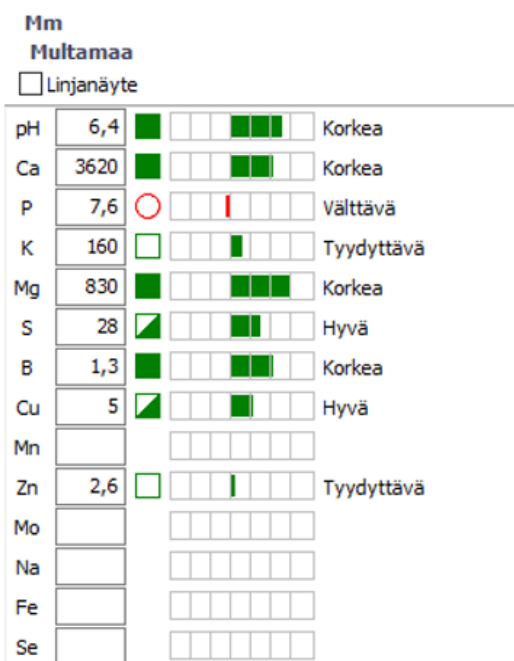 Mm
Multamaa
Linjanäyte
pH 6,4 Korkea
Ca 3620 Korkea
P 7,6 Välttävä
K 160 Tyydyttävä
Mg 830 Korkea
S 28 Hyvä
B 1,3 Korkea
Cu 5 Hyvä
Mn
Zn 2,6 Tyydyttävä
Mo
Na
Fe
Se